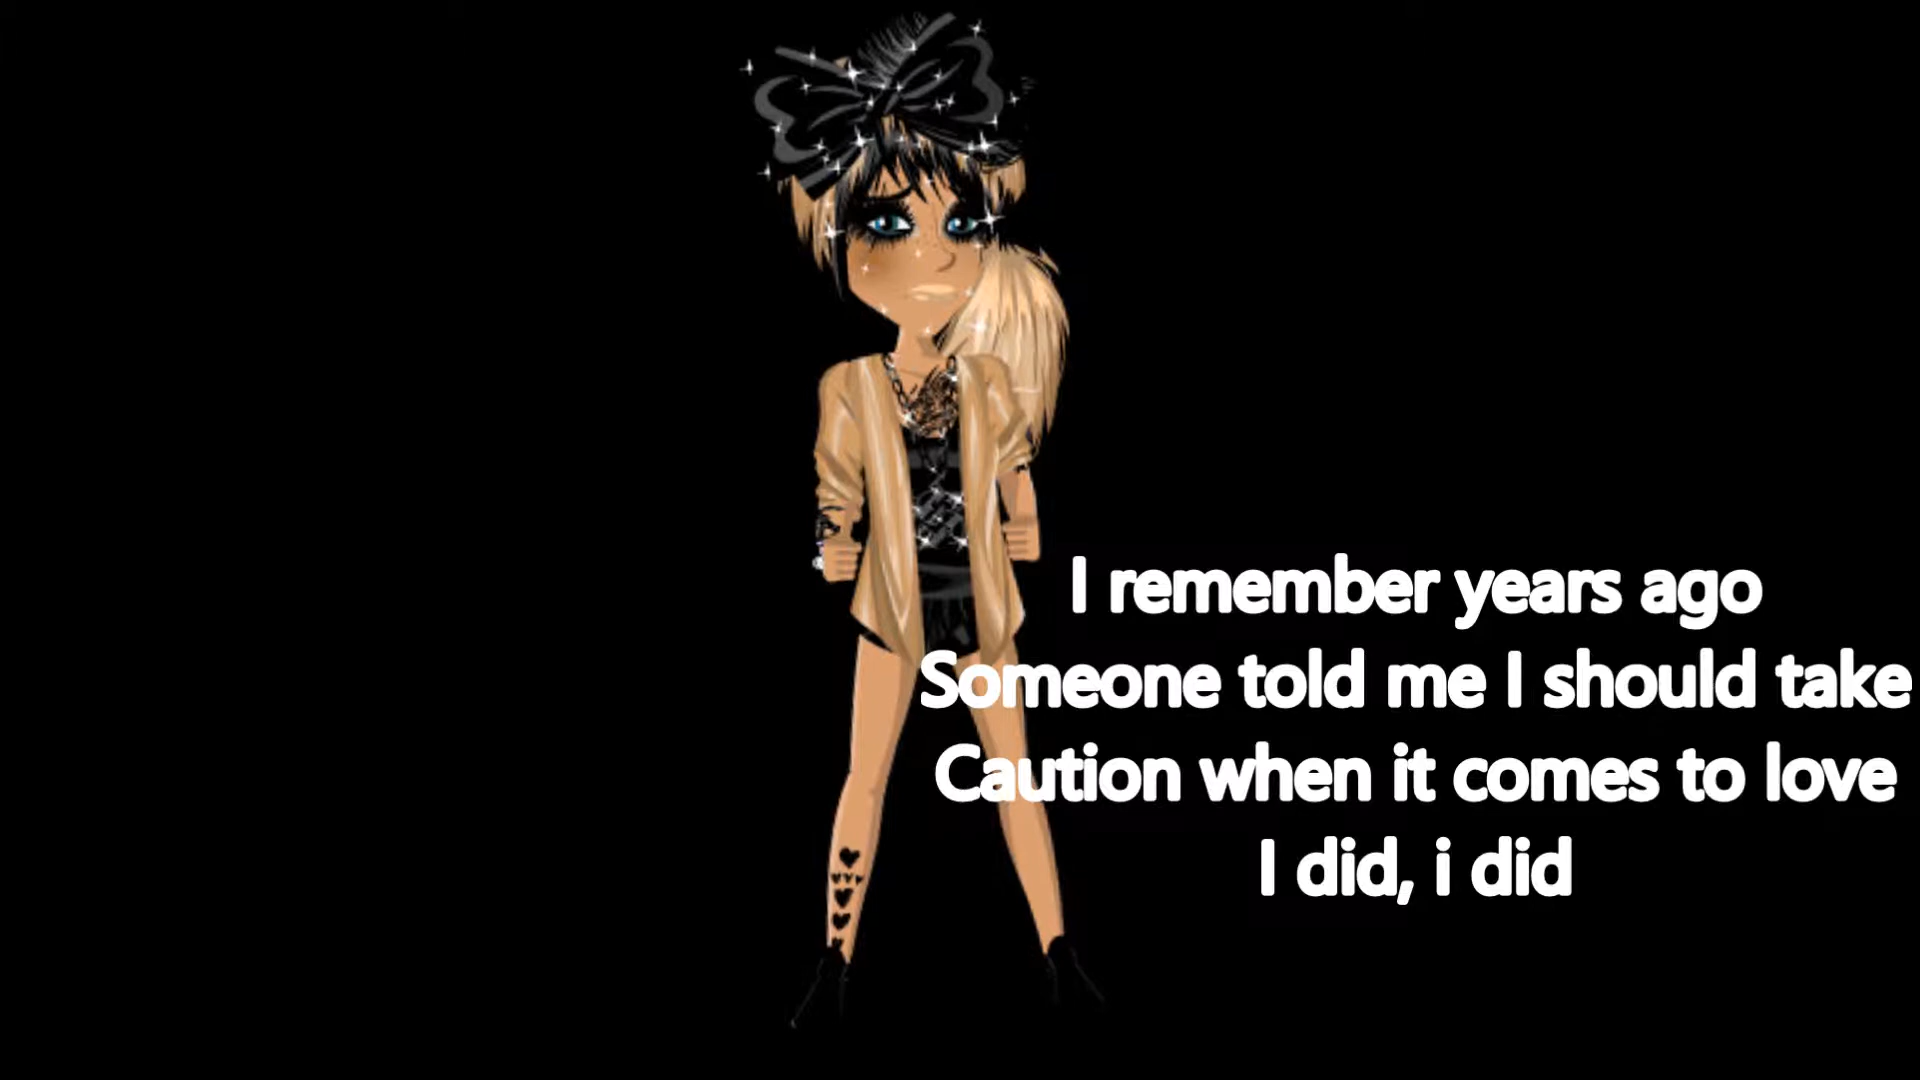 I remember years ago
Someone told me I should take
Caution when it comes to love
I did, i did